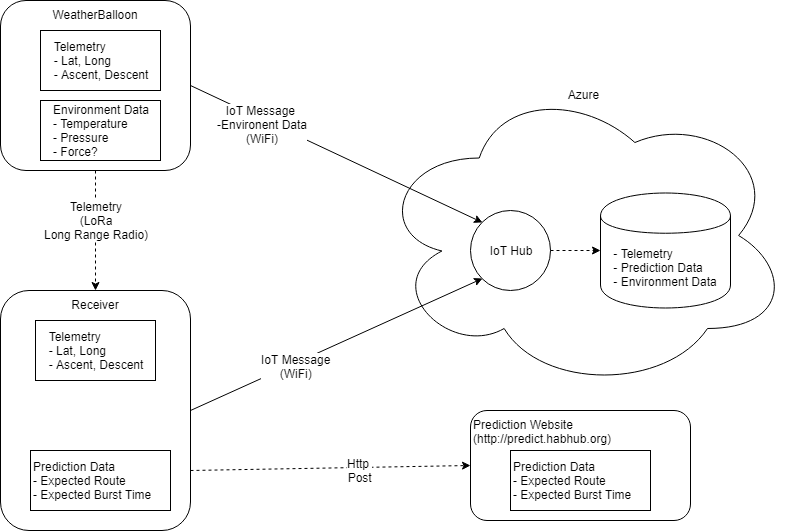 WeatherBalloon
Telemetry
- Lat, Long
- Ascent, Descent
Environment Data
- Temperature
- Pressure
- Force?
IoT Message
-Environent Data
(WiFi)
Azure
Telemetry
(LoRa
Long Range Radio)
IoT Hub
- Telemetry
- Prediction Data
- Environment Data
Receiver
Telemetry
- Lat, Long
- Ascent, Descent
IoT Message
(WiFi)
Prediction Data
- Expected Route
- Expected Burst Time
Http
Post
Prediction Website
(http://predict.habhub.org)
Prediction Data
- Expected Route
- Expected Burst Time